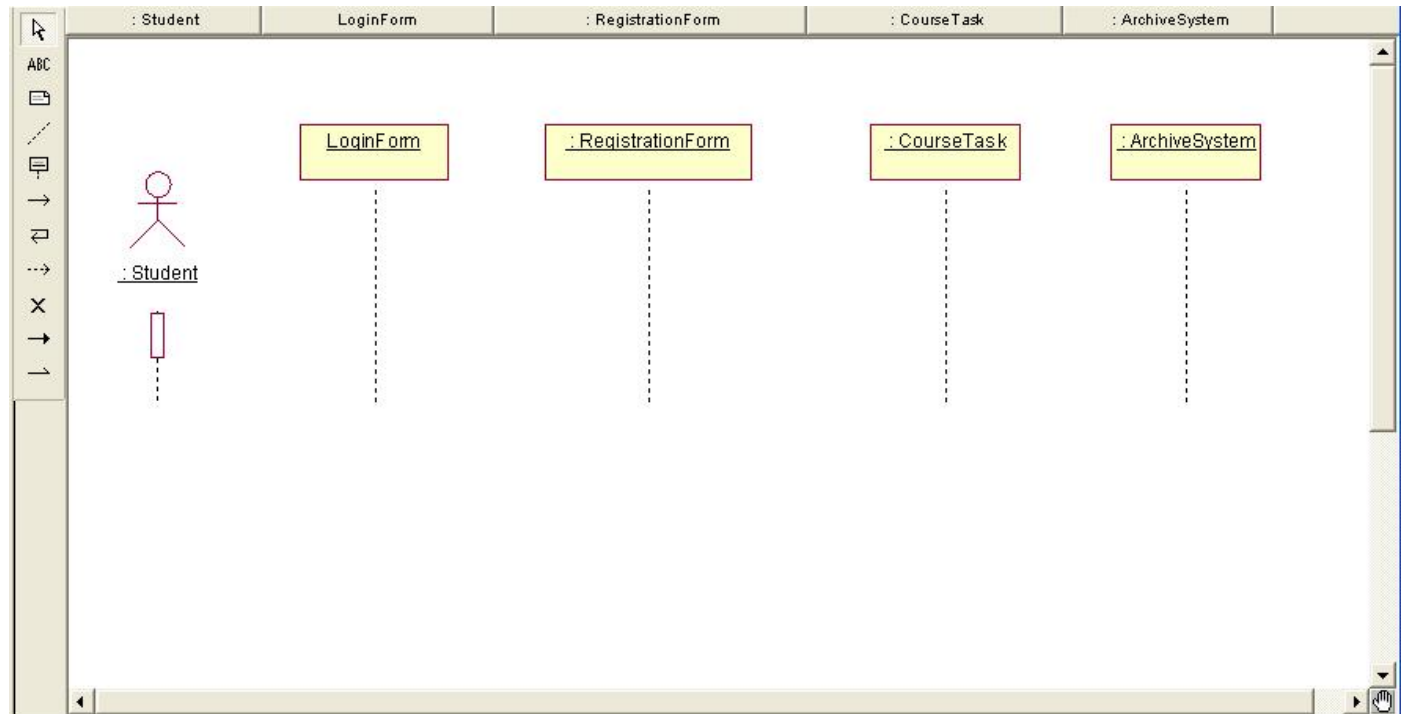 : Student
LoginForm
: RegistrationForm
: CourseTask
: ArchiveSystem
ABC
LoginForm
: RegistrationForm
: CourseTask
: ArchiveSystem
: Student